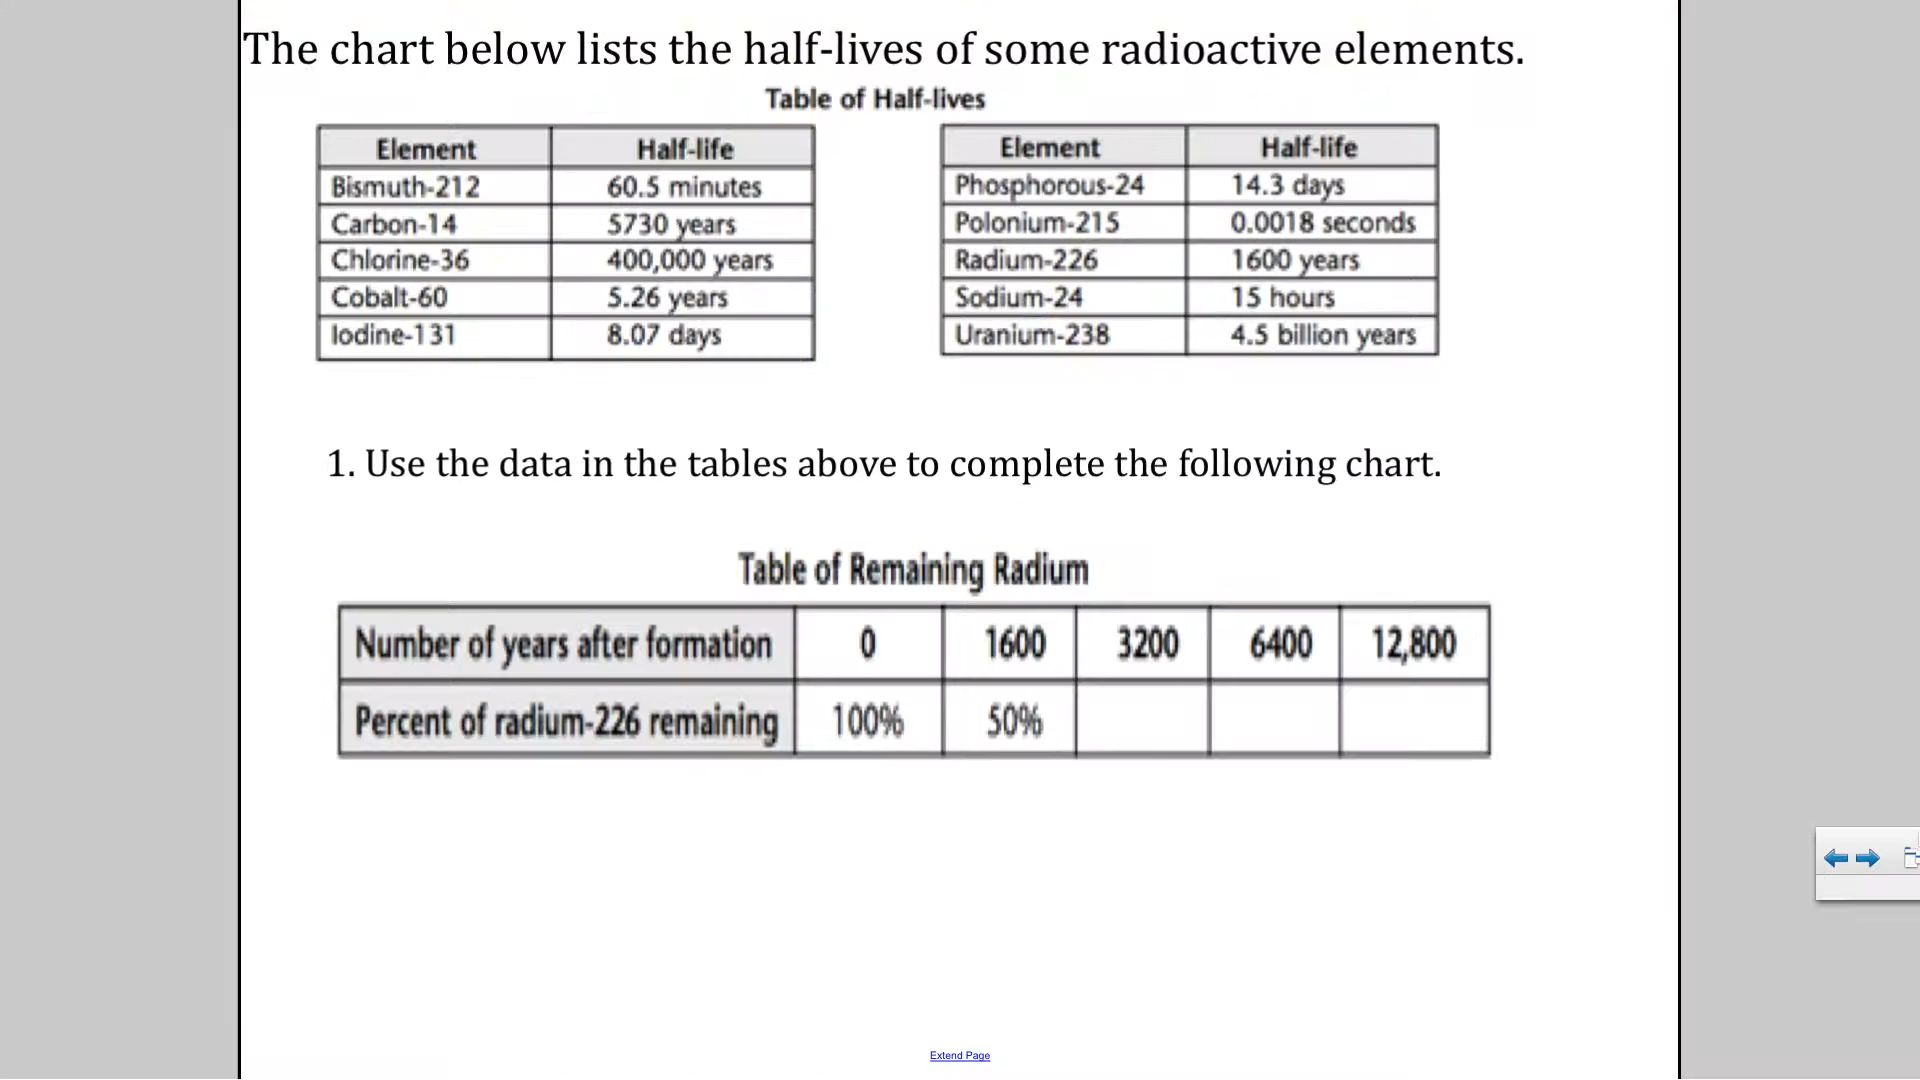 The chart below lists the half-lives of some radioactive elements.
Table of Half-lives
Element Half-life
Bismuth-212 60.5 minutes
Carbon-14 5730 years
Chlorine-36 400,000 years
Cobalt-60 5.26 years
Iodine-131 8.07 days
Element Half-life
Phosphorous-24 14.3 days
Polonium-215 0.0018 seconds
Radium-226 1600 years
Sodium-24 15 hours
Uranium-238 4.5 billion years
1. Use the data in the tables above to complete the following chart.
Table of Remaining Radium
Number of years after formation 0 1600 3200 6400 12,800
Percent of radium-226 remaining 100% 50%
Extend Page